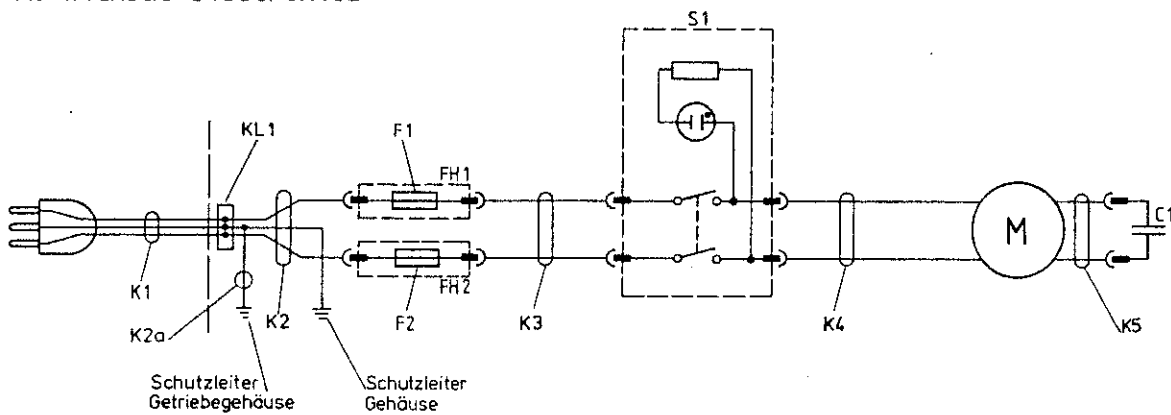 S1
KL1
F1
FH1
C1
M
FH2
K1
K2
F2
K3
K4
K5
K2a
Schutzleiter
Getriebegehäuse
Schutzleiter
Gehäuse